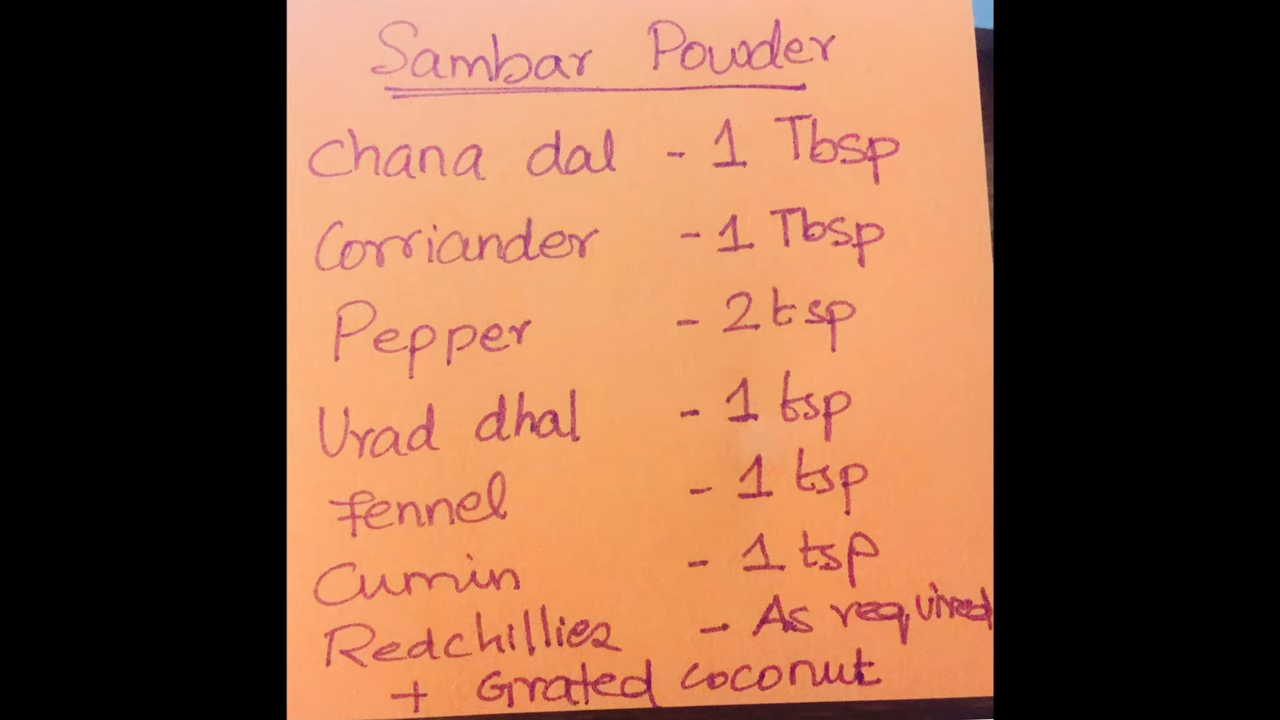 Sambar Powder
Chana dal - 1 Tbsp
Corriander - 1 Tbsp
Pepper - 2 tsp
Urad dhal - 1 tsp
Fennel - 1 tsp
Cumin - 1 tsp
Redchillies - As required
+ Grated coconut